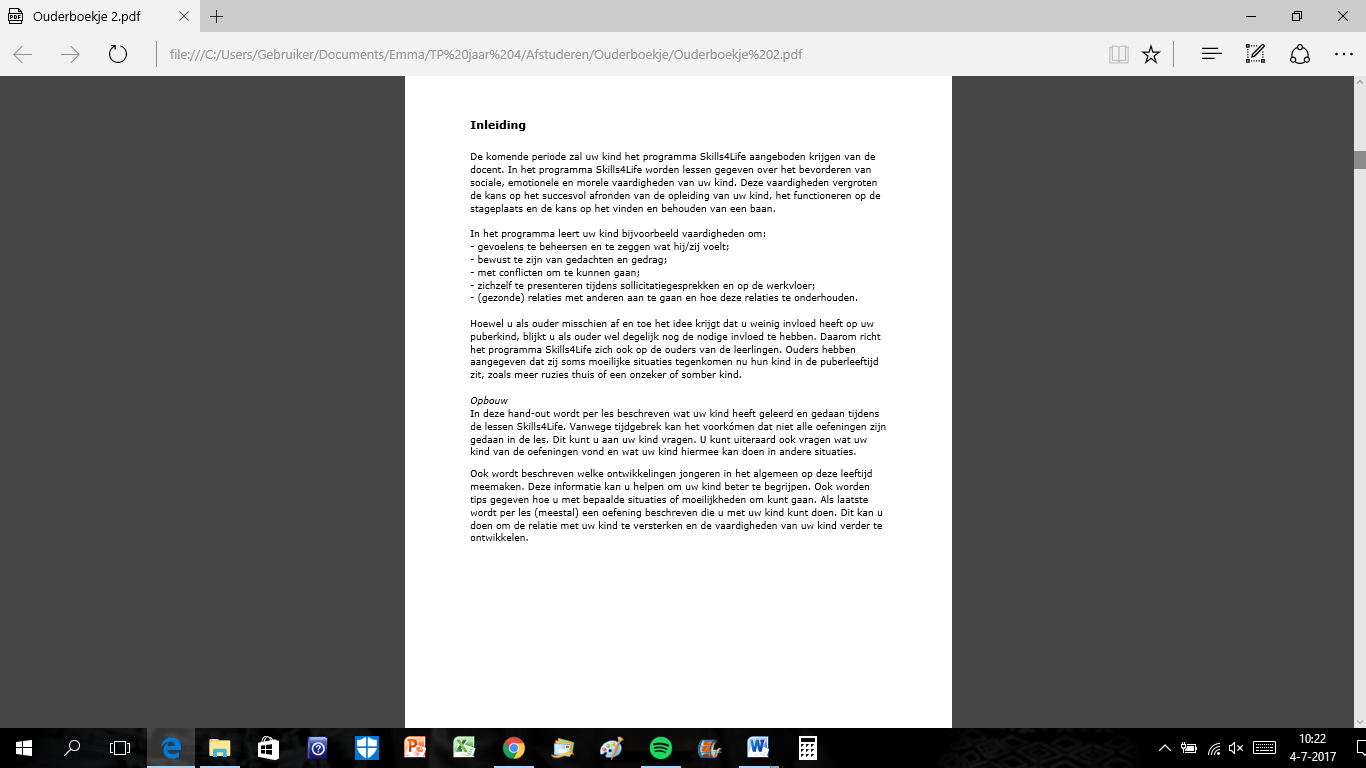 Ouderboekje 2.pdf
file:///C:/Users/Gebruiker/Documents/Emma/TP%20jaar%204/Afstuderen/Ouderboekje/Ouderboekje%202.pdf
Inleiding
De komende periode zal uw kind het programma Skills4Life aangeboden krijgen van de
docent. In het programma Skills4Life worden lessen gegeven over het bevorderen van
sociale, emotionele en morele vaardigheden van uw kind. Deze vaardigheden vergroten
de kans op het succesvol afronden van de opleiding van uw kind, het functioneren op de
stageplaats en de kans op het vinden en behouden van een baan.
In het programma leert uw kind bijvoorbeeld vaardigheden om:
- gevoelens te beheersen en te zeggen wat hij/zij voelt;
- bewust te zijn van gedachten en gedrag;
- met conflicten om te kunnen gaan;
- zichzelf te presenteren tijdens sollicitatiegesprekken en op de werkvloer;
- (gezonde) relaties met anderen aan te gaan en hoe deze relaties te onderhouden.
Hoewel u als ouder misschien af en toe het idee krijgt dat u weinig invloed heeft op uw
puberkind, blijkt u als ouder wel degelijk nog de nodige invloed te hebben. Daarom richt
het programma Skills4Life zich ook op de ouders van de leerlingen. Ouders hebben
aangegeven dat zij soms moeilijke situaties tegenkomen nu hun kind in de puberleeftijd
zit, zoals meer ruzies thuis of een onzeker of somber kind.
Opbouw
In deze hand-out wordt per les beschreven wat uw kind heeft geleerd en gedaan tijdens
de lessen Skills4Life. Vanwege tijdgebrek kan het voorkómen dat niet alle oefeningen zijn
gedaan in de les. Dit kunt u aan uw kind vragen. U kunt uiteraard ook vragen wat uw
kind van de oefeningen vond en wat uw kind hiermee kan doen in andere situaties.
Ook wordt beschreven welke ontwikkelingen jongeren in het algemeen op deze leeftijd
meemaken. Deze informatie kan u helpen om uw kind beter te begrijpen. Ook worden
tips gegeven hoe u met bepaalde situaties of moeilijkheden om kunt gaan. Als laatste
wordt per les (meestal) een oefening beschreven die u met uw kind kunt doen. Dit kan u
doen om de relatie met uw kind te versterken en de vaardigheden van uw kind verder te
ontwikkelen.
10:22
4-7-2017